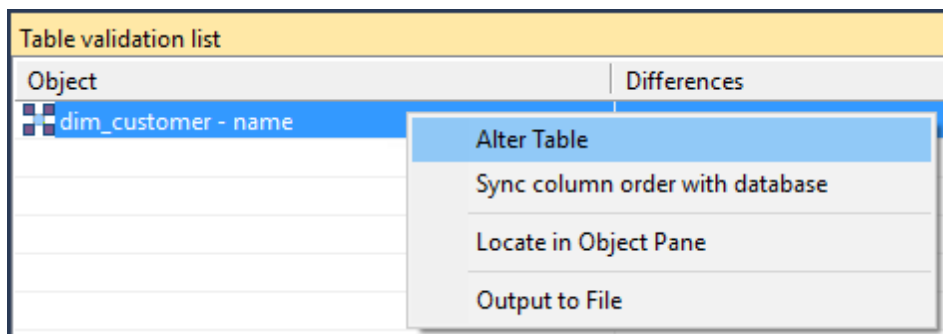 Table validation list
Object Differences
dim_customer - name
Alter Table
Sync column order with database
Locate in Object Pane
Output to File